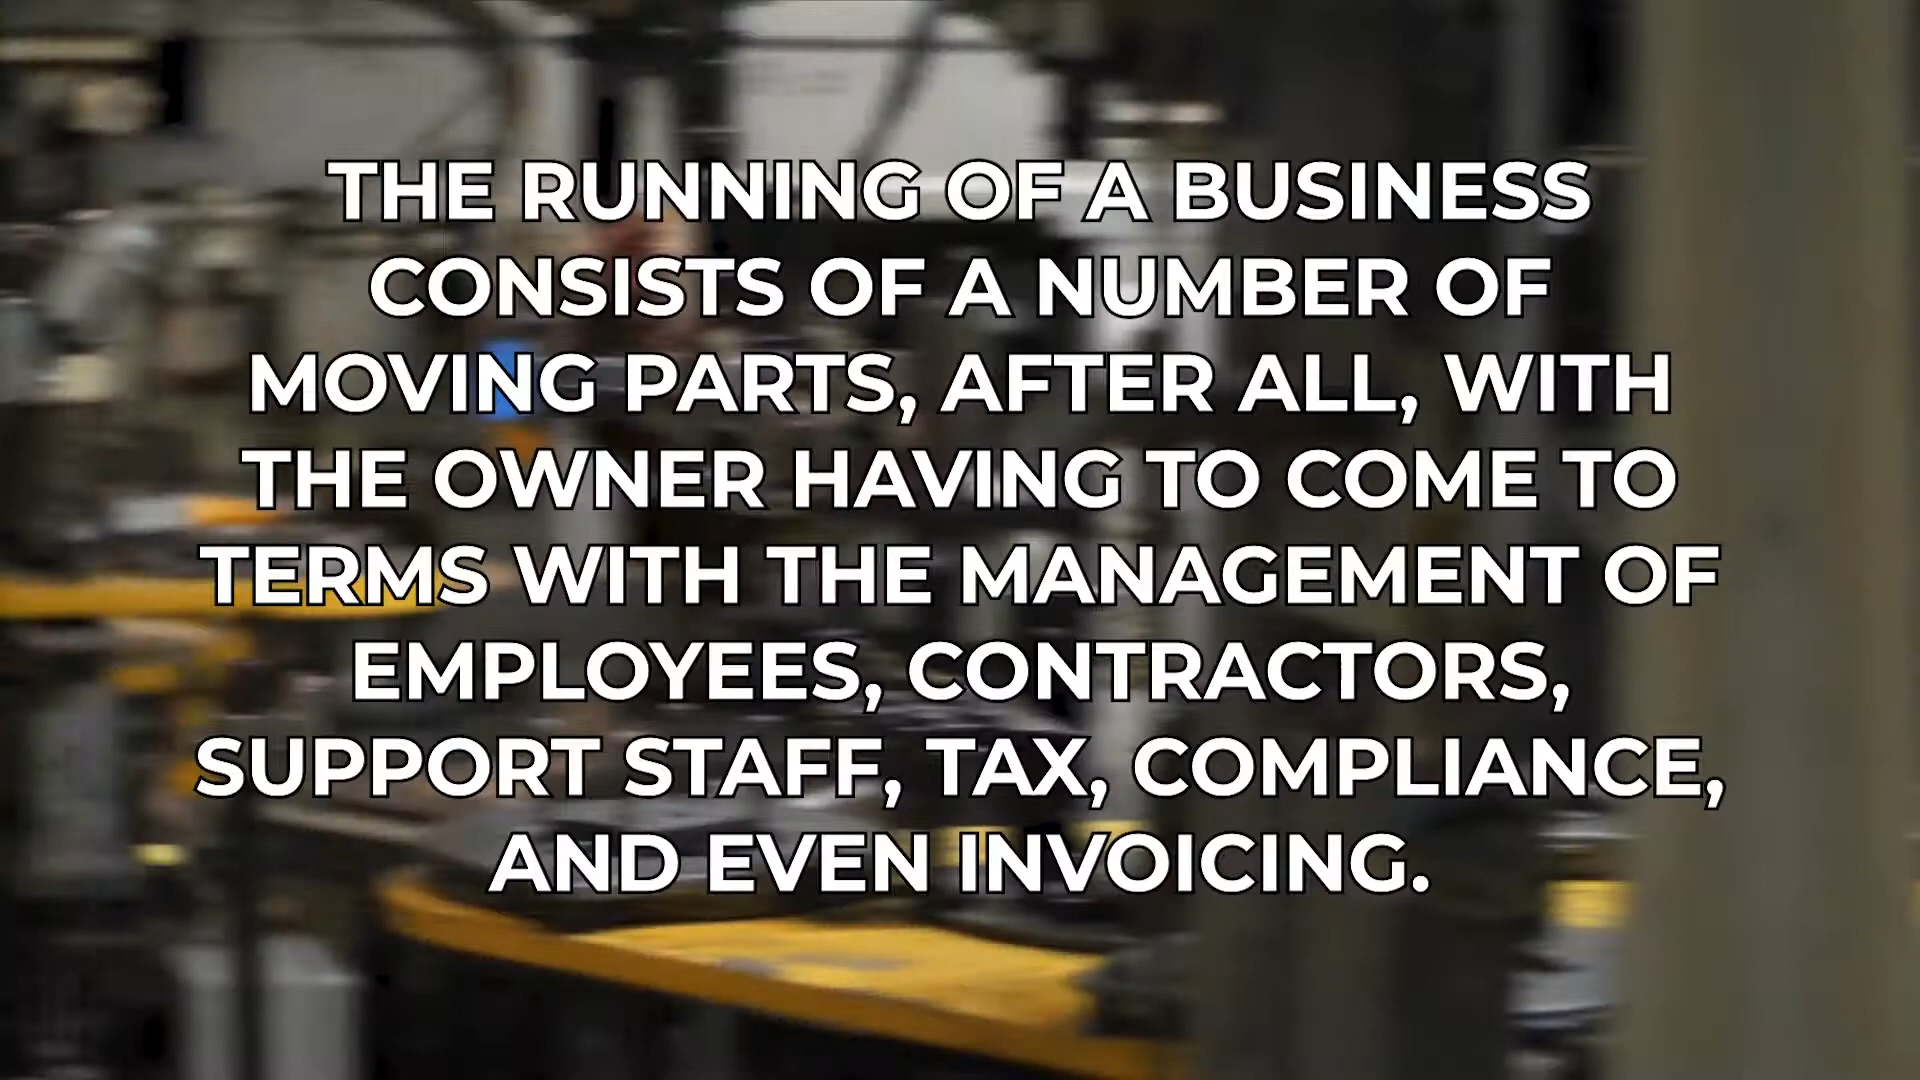 THE RUNNING OF A BUSINESS
CONSISTS OF A NUMBER OF
MOVING PARTS, AFTER ALL, WITH
THE OWNER HAVING TO COME TO
TERMS WITH THE MANAGEMENT OF
EMPLOYEES, CONTRACTORS,
SUPPORT STAFF, TAX, COMPLIANCE,
AND EVEN INVOICING.